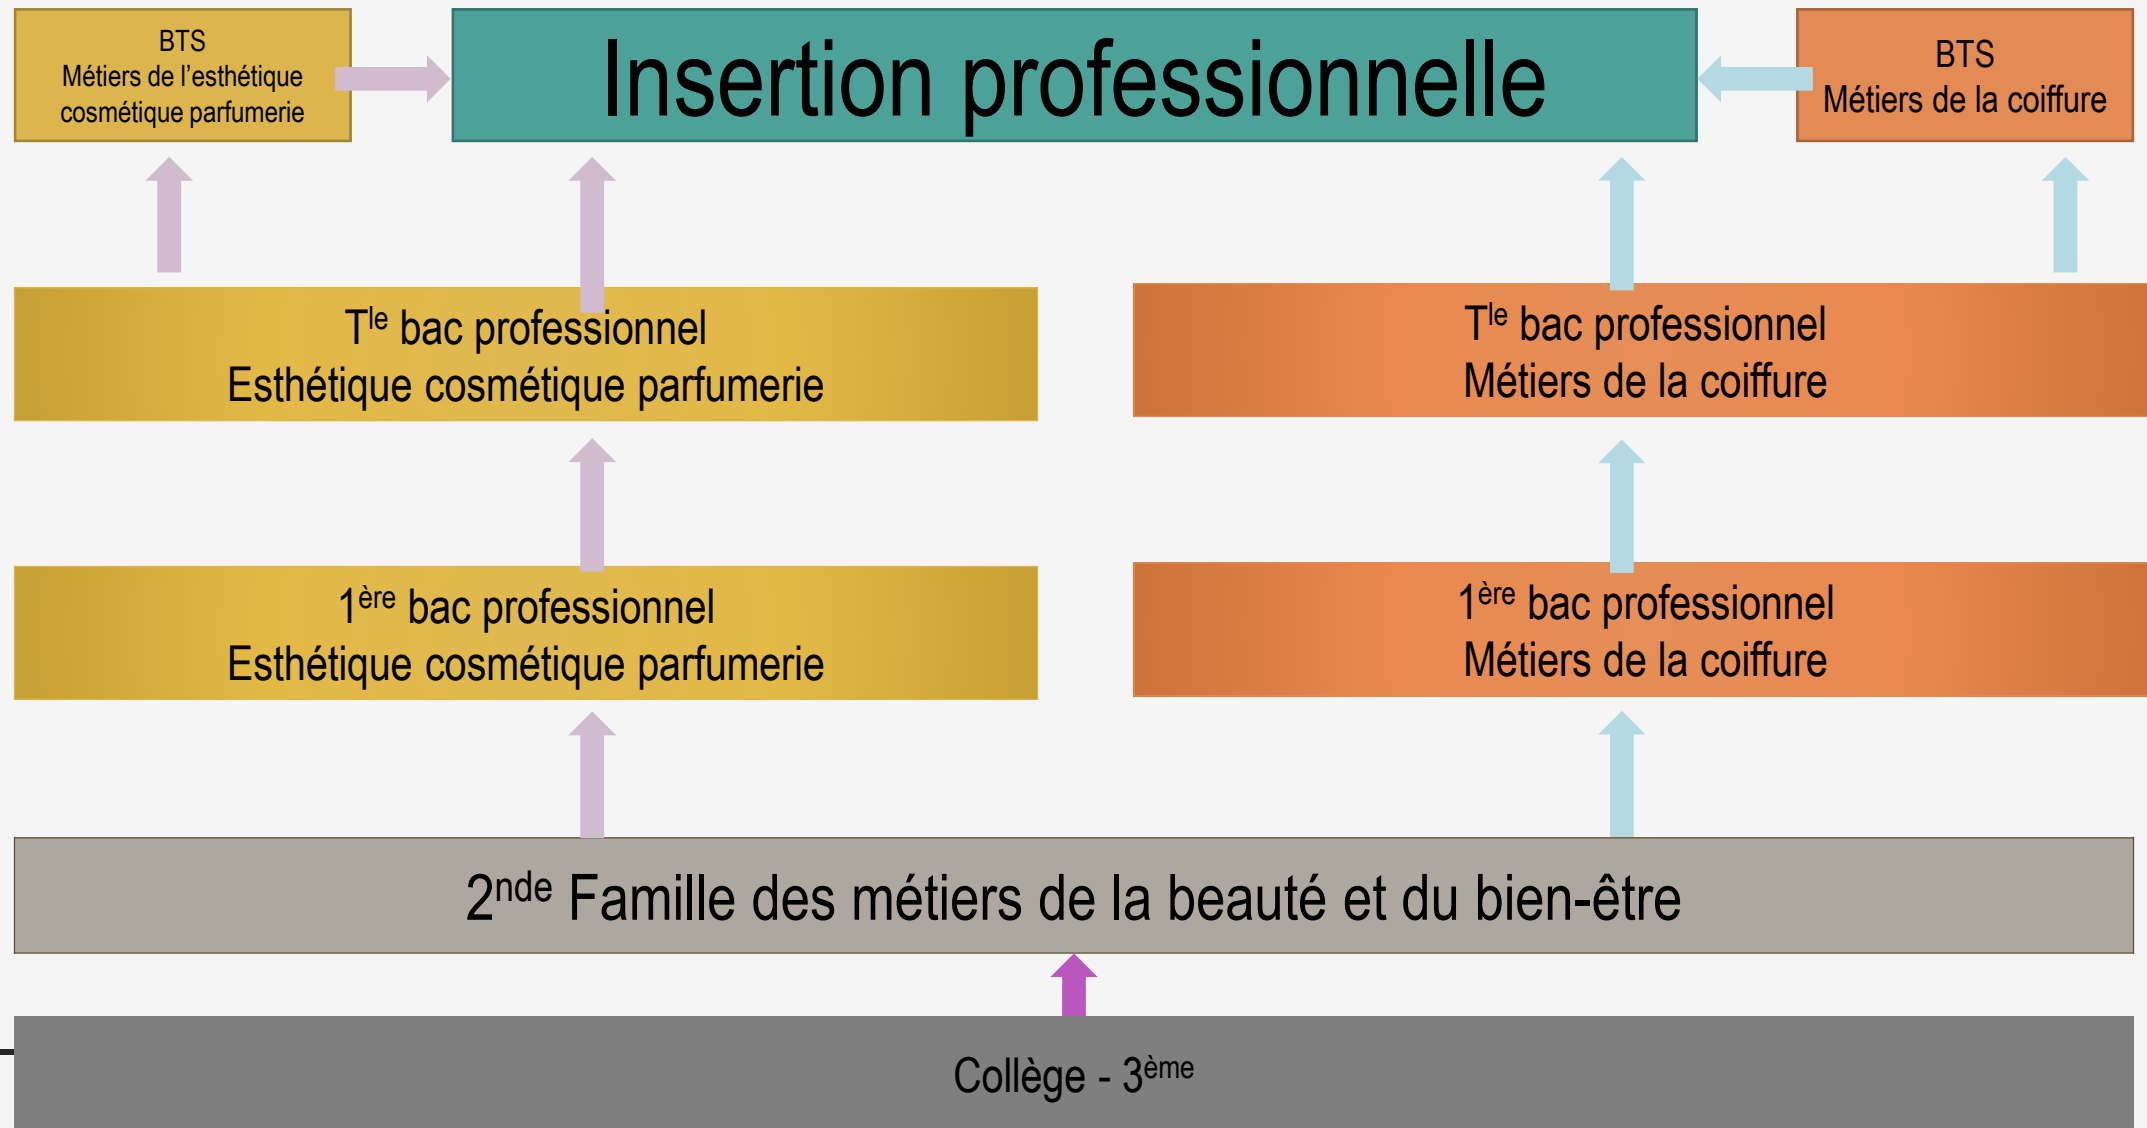 BTS
Métiers de l’esthétique
cosmétique parfumerie
Insertion professionnelle
BTS
Métiers de la coiffure
Tle bac professionnel
Esthétique cosmétique parfumerie
Tle bac professionnel
Métiers de la coiffure
1ère bac professionnel
Esthétique cosmétique parfumerie
1ère bac professionnel
Métiers de la coiffure
2nde Famille des métiers de la beauté et du bien-être
Collège - 3ème